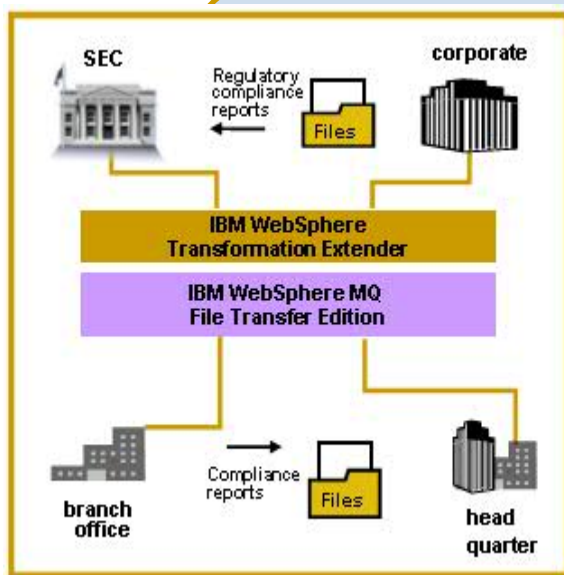 SEC
Regulatory
compliance
reports
Files
corporate
IBM WebSphere
Transformation Extender
IBM WebSphere MQ
File Transfer Edition
branch
office
Compliance
reports
Files
head
quarter